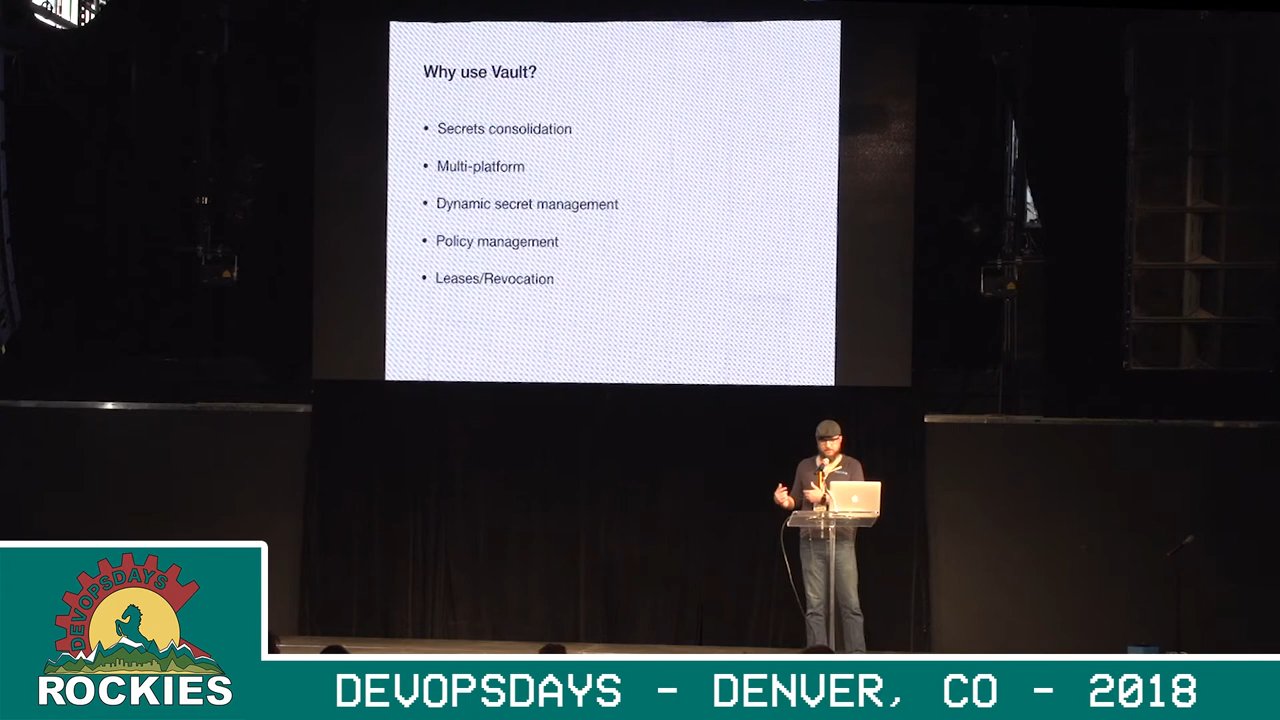 Why use Vault?
• Secrets consolidation
• Multi-platform
• Dynamic secret management
• Policy management
• Leases/Revocation
DEVOPSDAYS
ROCKIES
DEVOPSDAYS - DENVER, CO - 2018